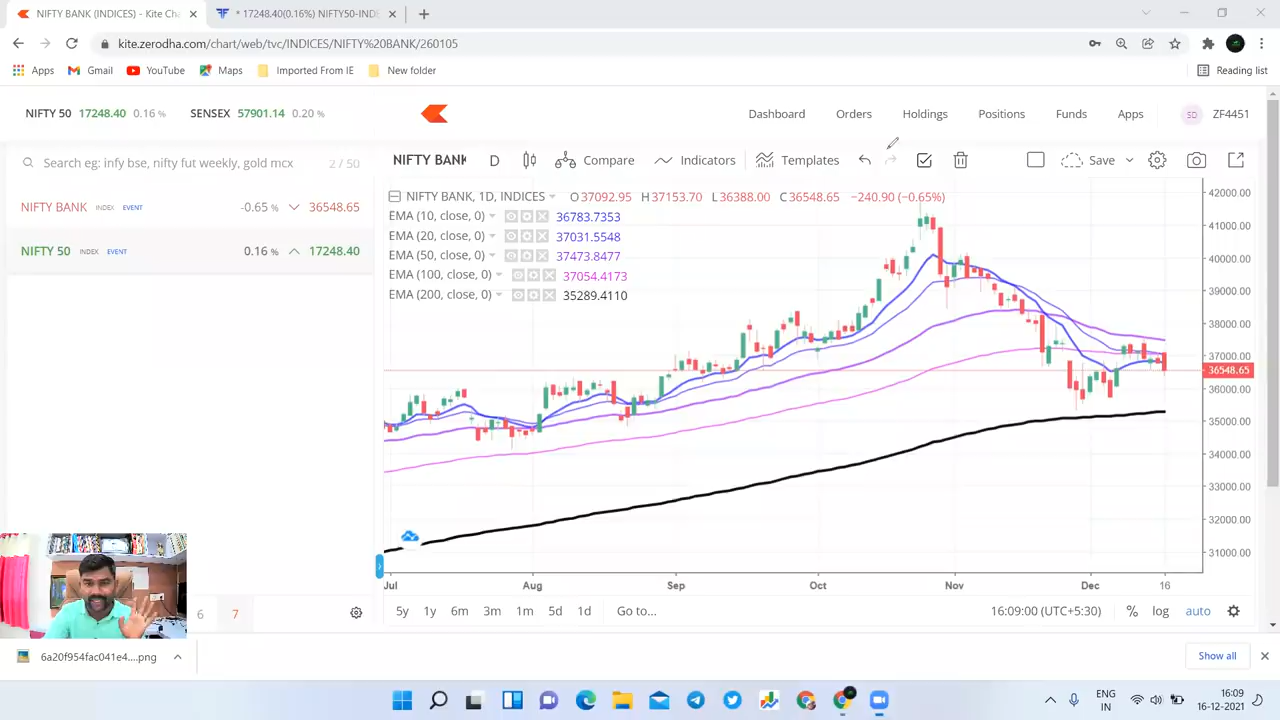 NIFTY BANK (INDICES) - Kite Ch
* 17248.40(0.16%) NIFTY50-IND
kite.zerodha.com/chart/web/tvc/INDICES/NIFTY%20BANK/260105
Apps Gmail YouTube Maps Imported From IE New folder Reading list
NIFTY 50 17248.40 0.16 % SENSEX 57901.14 0.20 % Dashboard Orders Holdings Positions Funds Apps SD ZF4451
Search eg: infy bse, nifty fut weekly, gold mcx 2 / 50
NIFTY BANK D Compare Indicators Templates Save
NIFTY BANK INDEX EVENT -0.65 % 36548.65
NIFTY 50 INDEX EVENT 0.16 % 17248.40
NIFTY BANK, 1D, INDICES O37092.95 H37153.70 L36388.00 C36548.65 −240.90 (−0.65%)
EMA (10, close, 0) 36783.7353
EMA (20, close, 0) 37031.5548
EMA (50, close, 0) 37473.8477
EMA (100, close, 0) 37054.4173
EMA (200, close, 0) 35289.4110
42000.00
41000.00
40000.00
39000.00
38000.00
37000.00
36548.65
36000.00
35000.00
34000.00
33000.00
32000.00
31000.00
Jul Aug Sep Oct Nov Dec 16
6 7
5y 1y 6m 3m 1m 5d 1d Go to... 16:09:00 (UTC+5:30) % log auto
6a20f954fac041e4....png Show all
ENG
IN
16:09
16-12-2021